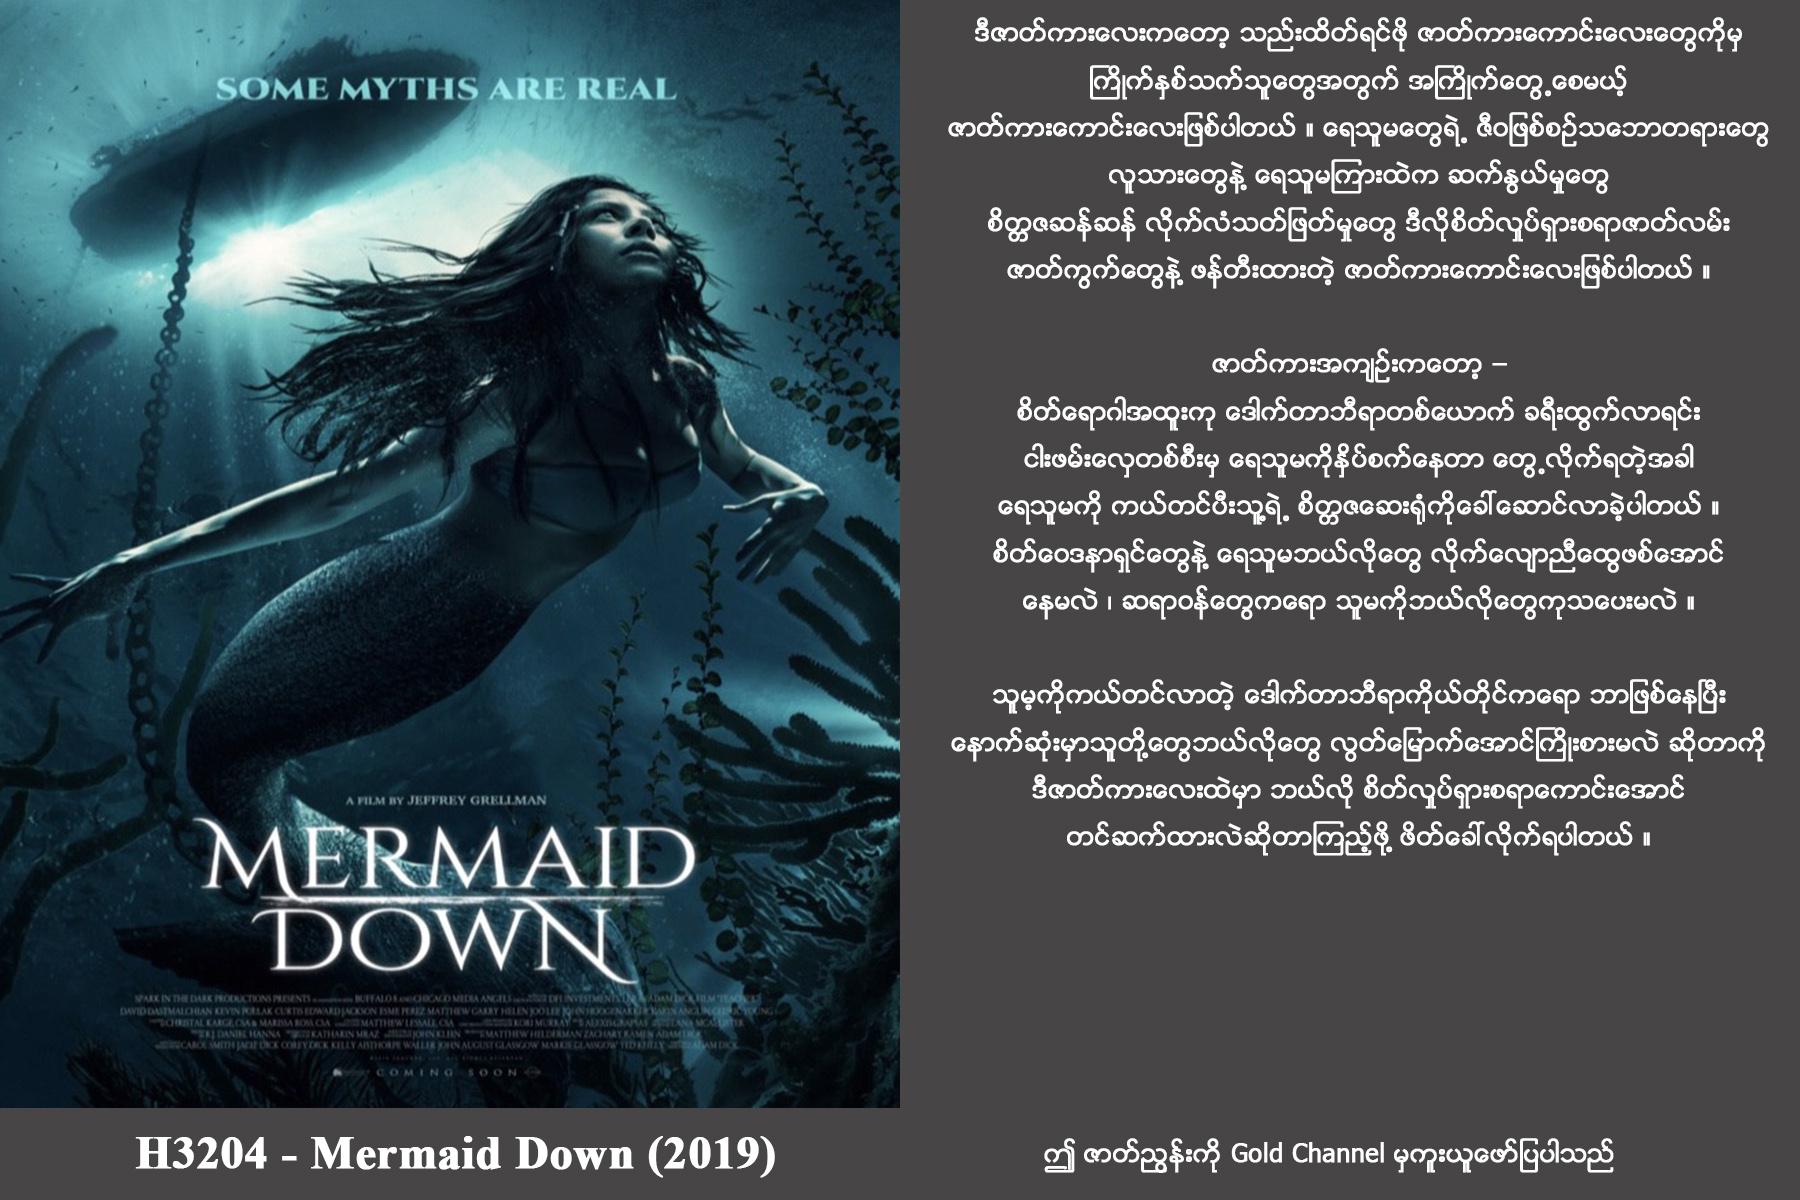 SOME MYTHS ARE REAL
A FILM BY JEFFREY GRELLMAN
MERMAID
DOWN
COMING SOON
H3204 - Mermaid Down (2019)
ဒီဇာတ်ကားလေးကတော့ သည်းထိတ်ရင်ဖို ဇာတ်ကားကောင်းလေးတွေကိုမှ
ကြိုက်နှစ်သက်သူတွေအတွက် အကြိုက်တွေ့စေမယ့်
ဇာတ်ကားကောင်းလေးဖြစ်ပါတယ် ။ ရေသူမတွေရဲ့ ဇီဝဖြစ်စဉ်သဘောတရားတွေ
လူသားတွေနဲ့ ရေသူမကြားထဲက ဆက်နွယ်မှုတွေ
စိတ္တဇဆန်ဆန် လိုက်လံသတ်ဖြတ်မှုတွေ ဒီလိုစိတ်လှုပ်ရှားစရာဇာတ်လမ်း
ဇာတ်ကွက်တွေနဲ့ ဖန်တီးထားတဲ့ ဇာတ်ကားကောင်းလေးဖြစ်ပါတယ် ။
ဇာတ်ကားအကျဉ်းကတော့ –
စိတ်ရောဂါအထူးကု ဒေါက်တာဘီရာတစ်ယောက် ခရီးထွက်လာရင်း
ငါးဖမ်းလှေတစ်စီးမှ ရေသူမကိုနှိပ်စက်နေတာ တွေ့လိုက်ရတဲ့အခါ
ရေသူမကို ကယ်တင်ပီးသူ့ရဲ့ စိတ္တဇဆေးရုံကိုခေါ်ဆောင်လာခဲ့ပါတယ် ။
စိတ်ဝေဒနာရှင်တွေနဲ့ ရေသူမဘယ်လိုတွေ လိုက်လျောညီထွေဖစ်အောင်
နေမလဲ ၊ ဆရာဝန်တွေကရော သူမကိုဘယ်လိုတွေကုသပေးမလဲ ။
သူမ့ကိုကယ်တင်လာတဲ့ ဒေါက်တာဘီရာကိုယ်တိုင်ကရော ဘာဖြစ်နေပြီး
နောက်ဆုံးမှာသူတို့တွေဘယ်လိုတွေ လွတ်မြောက်အောင်ကြိုးစားမလဲ ဆိုတာကို
ဒီဇာတ်ကားလေးထဲမှာ ဘယ်လို စိတ်လှုပ်ရှားစရာကောင်းအောင်
တင်ဆက်ထားလဲဆိုတာကြည့်ဖို့ ဖိတ်ခေါ်လိုက်ရပါတယ် ။
ဤ ဇာတ်ညွှန်းကို Gold Channel မှကူးယူဖော်ပြပါသည်